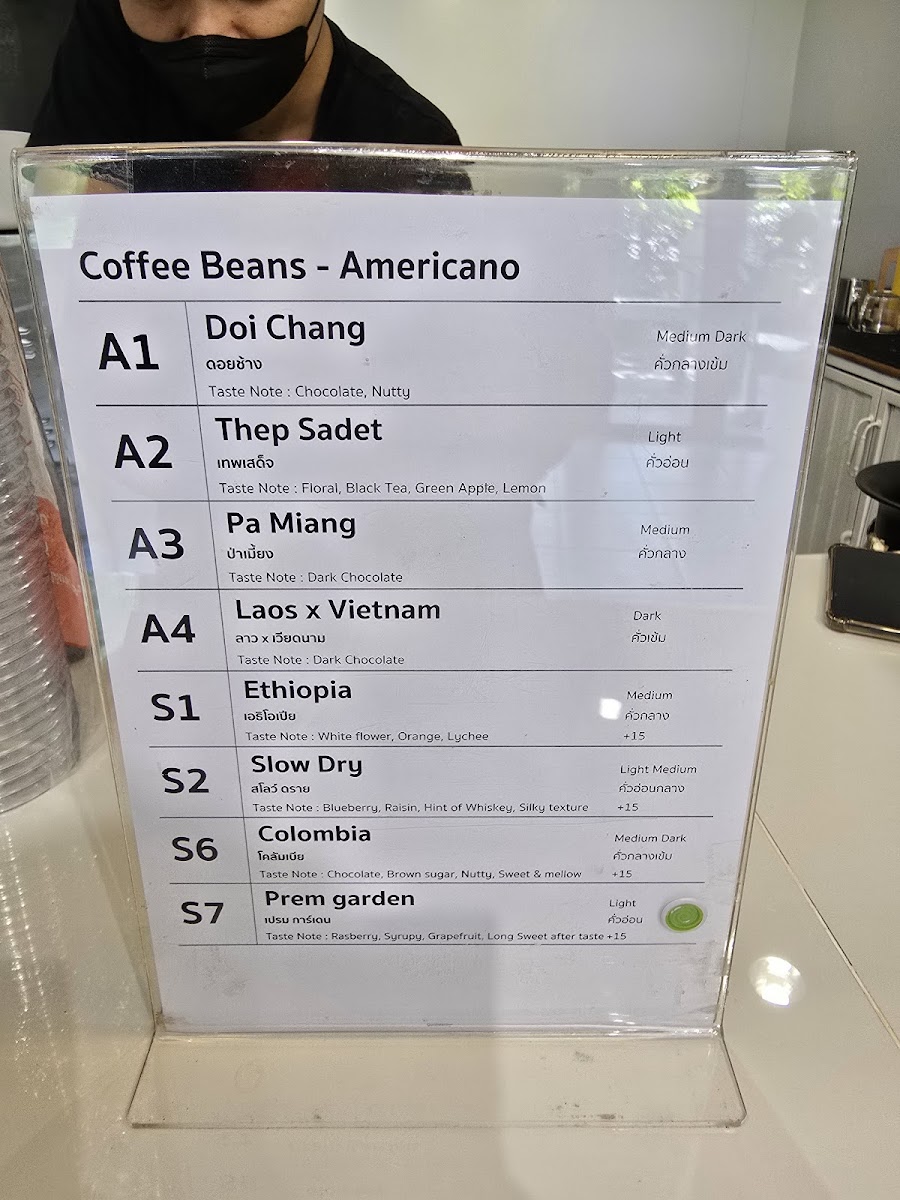 Coffee Beans - Americano
A1
Doi Chang
Medium Dark
ดอยช้าง
คั่วกลางเข้ม
Taste Note : Chocolate, Nutty
A2
Thep Sadet
Light
เทพเสด็จ
คั่วอ่อน
Taste Note : Floral, Black Tea, Green Apple, Lemon
A3
Pa Miang
Medium
ป่าเมี้ยง
คั่วกลาง
Taste Note : Dark Chocolate
A4
Laos x Vietnam
Dark
ลาว x เวียดนาม
คั่วเข้ม
Taste Note : Dark Chocolate
S1
Ethiopia
Medium
เอธิโอเปีย
คั่วกลาง
Taste Note : White flower, Orange, Lychee +15
S2
Slow Dry
Light Medium
สโลว์ ดราย
คั่วอ่อนกลาง
Taste Note : Blueberry, Raisin, Hint of Whiskey, Silky texture +15
S6
Colombia
Medium Dark
โคลัมเบีย
คั่วกลางเข้ม
Taste Note : Chocolate, Brown sugar, Nutty, Sweet & mellow +15
S7
Prem garden
Light
เปรม การ์เดน
คั่วอ่อน
Taste Note : Rasberry, Syrupy, Grapefruit, Long Sweet after taste +15